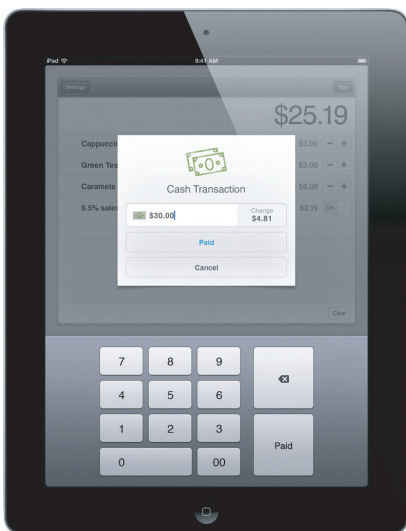 iPad 9:41 AM
Settings Pay
$25.19
Cappuccin $3.00 − +
Green Tea $2.00 − +
Caramels $6.00 − +
9.5% sales $2.19 ON
Cash Transaction
$30.00 Change
$4.81
Paid
Cancel
Clear
7 8 9
4 5 6
1 2 3
Paid
0 00